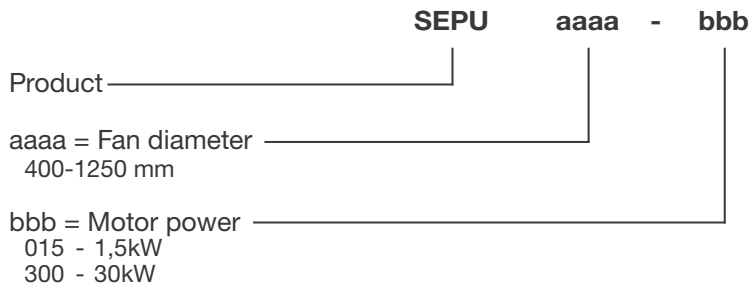 SEPU aaaa - bbb
Product
aaaa = Fan diameter
400-1250 mm
bbb = Motor power
015 - 1,5kW
300 - 30kW